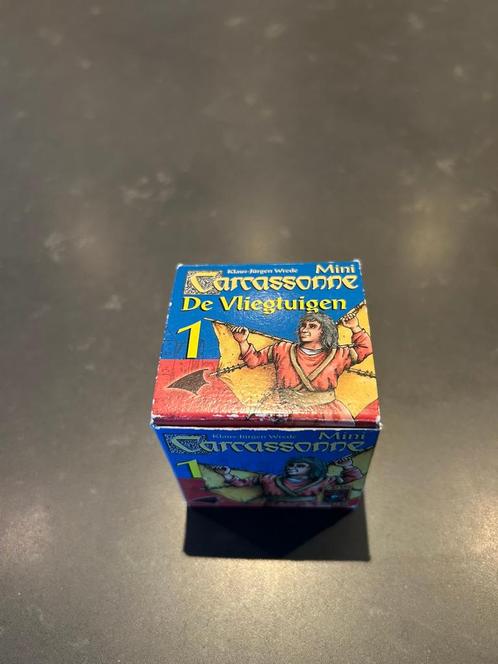 Klaus-Jürgen Wrede
Mini
Carcassonne
De Vliegtuigen
1
Klaus-Jürgen Wrede
Mini
Carcassonne
1